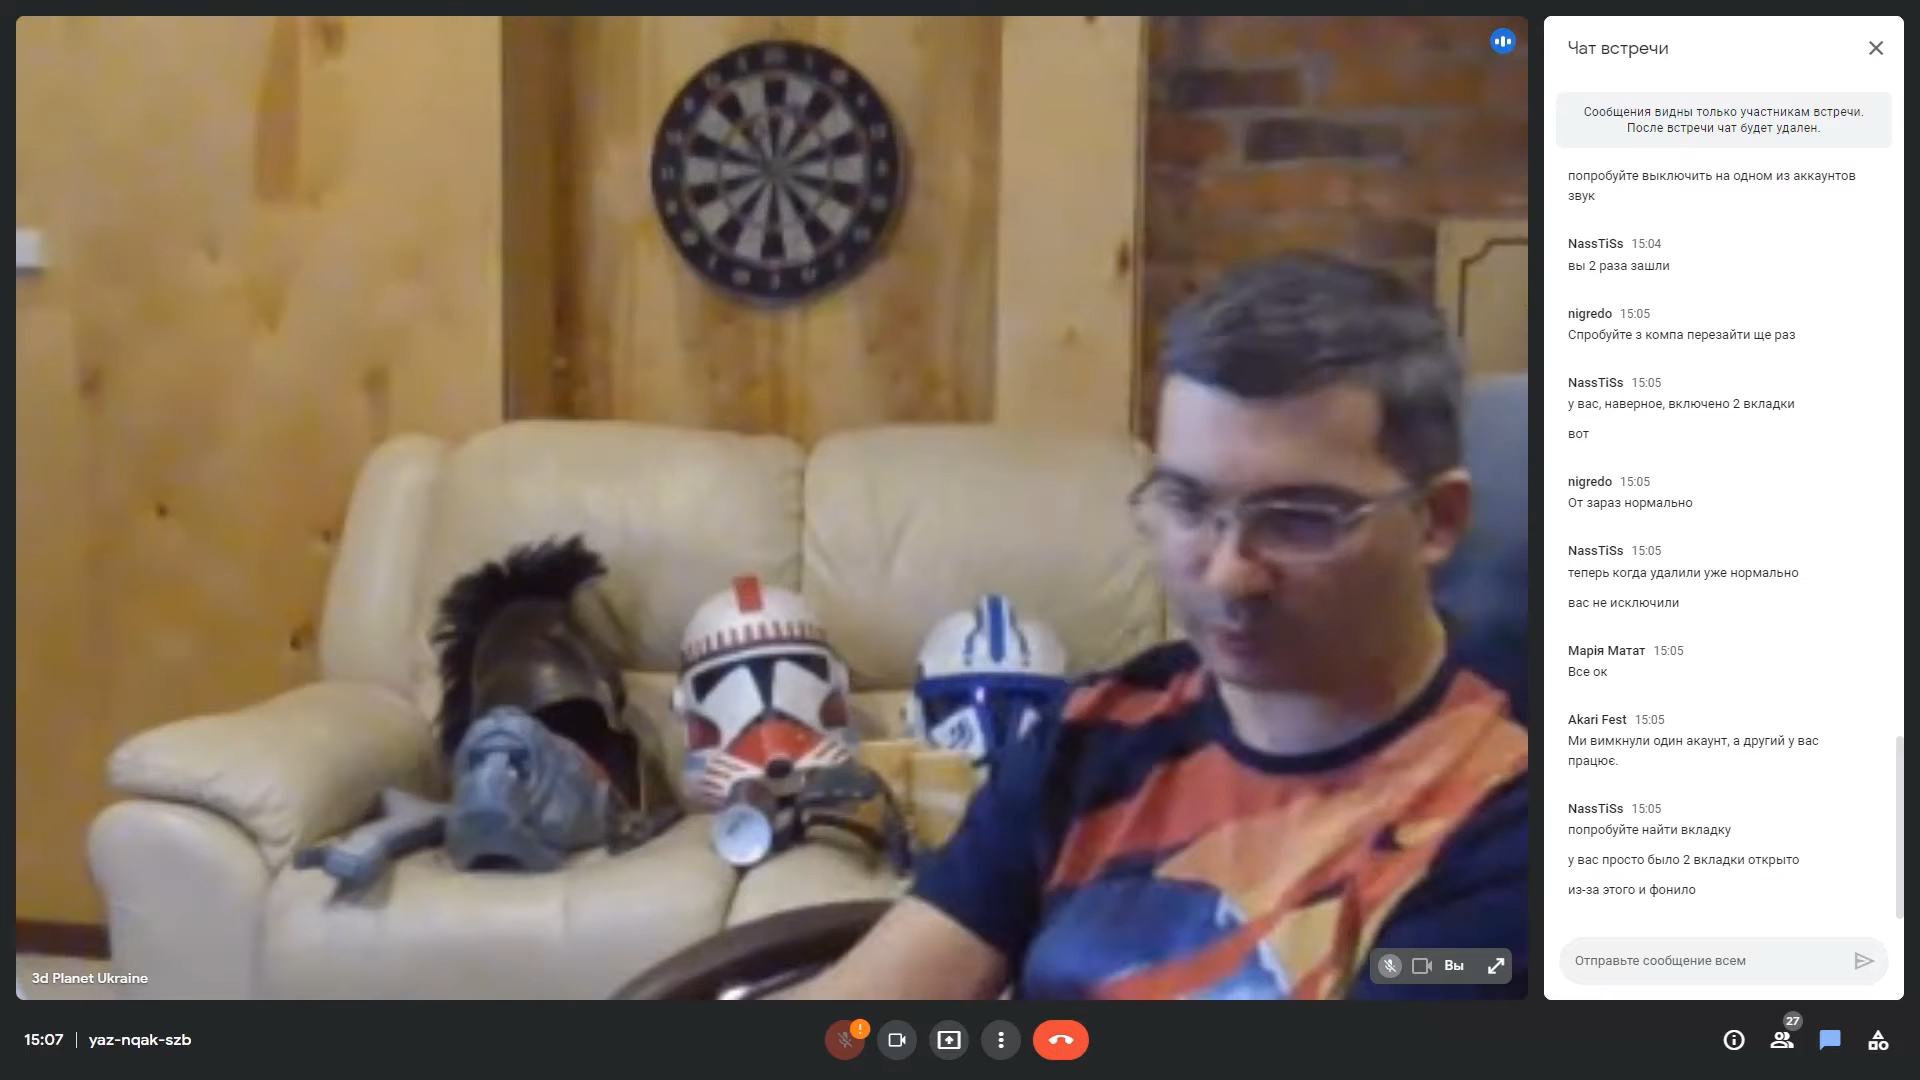 Чат встречи
Сообщения видны только участникам встречи.
После встречи чат будет удален.
попробуйте выключить на одном из аккаунтов
звук
NassTiSs 15:04
вы 2 раза зашли
nigredo 15:05
Спробуйте з компа перезайти ще раз
NassTiSs 15:05
у вас, наверное, включено 2 вкладки
вот
nigredo 15:05
От зараз нормально
NassTiSs 15:05
теперь когда удалили уже нормально
вас не исключили
Марія Матат 15:05
Все ок
Akari Fest 15:05
Ми вимкнули один акаунт, а другий у вас
працює.
NassTiSs 15:05
попробуйте найти вкладку
у вас просто было 2 вкладки открыто
из-за этого и фонило
Отправьте сообщение всем
3d Planet Ukraine
Вы
15:07 | yaz-nqak-szb
27